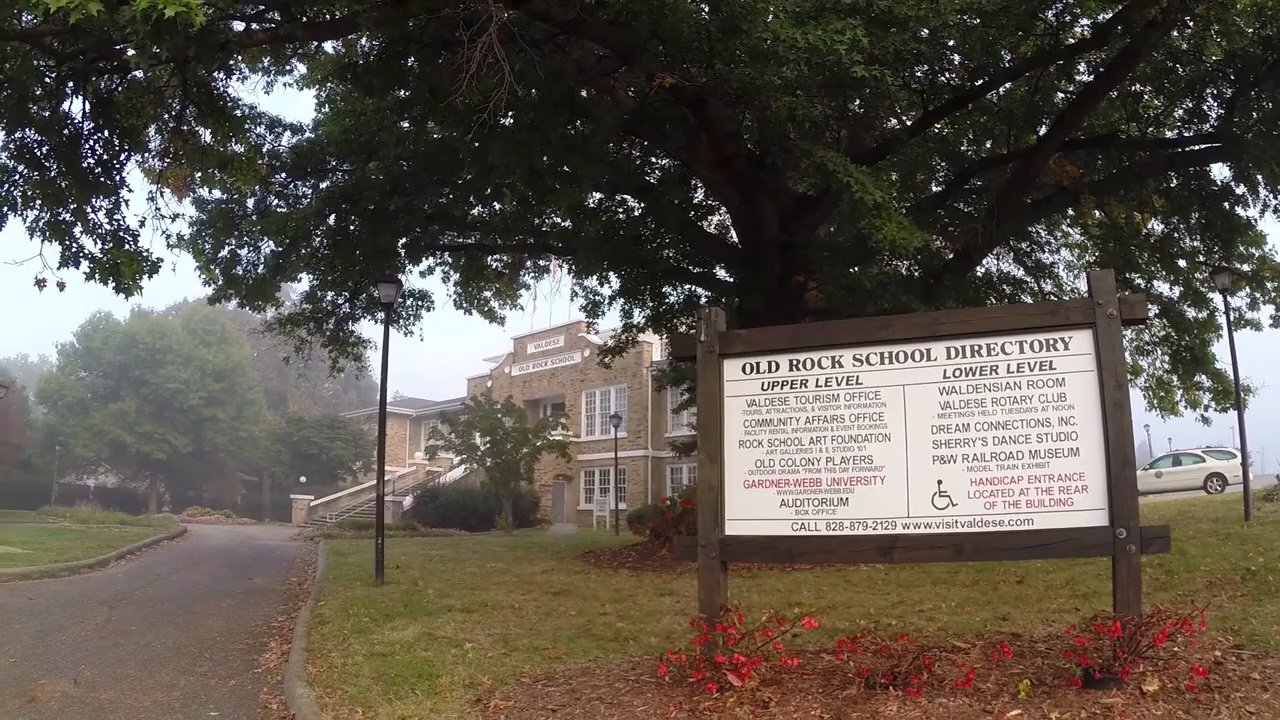 VALDESE
OLD ROCK SCHOOL
OLD ROCK SCHOOL DIRECTORY
UPPER LEVEL
VALDESE TOURISM OFFICE
-TOURS, ATTRACTIONS, & VISITOR INFORMATION
COMMUNITY AFFAIRS OFFICE
- FACILITY RENTAL INFORMATION & EVENT BOOKINGS
ROCK SCHOOL ART FOUNDATION
- ART GALLERIES I & II, STUDIO 101
OLD COLONY PLAYERS
- OUTDOOR DRAMA "FROM THIS DAY FORWARD"
GARDNER-WEBB UNIVERSITY
- WWW.GARDNER-WEBB.EDU
AUDITORIUM
- BOX OFFICE
LOWER LEVEL
WALDENSIAN ROOM
VALDESE ROTARY CLUB
- MEETINGS HELD TUESDAYS AT NOON
DREAM CONNECTIONS, INC.
SHERRY'S DANCE STUDIO
P&W RAILROAD MUSEUM
- MODEL TRAIN EXHIBIT
HANDICAP ENTRANCE
LOCATED AT THE REAR
OF THE BUILDING
CALL 828-879-2129 www.visitvaldese.com